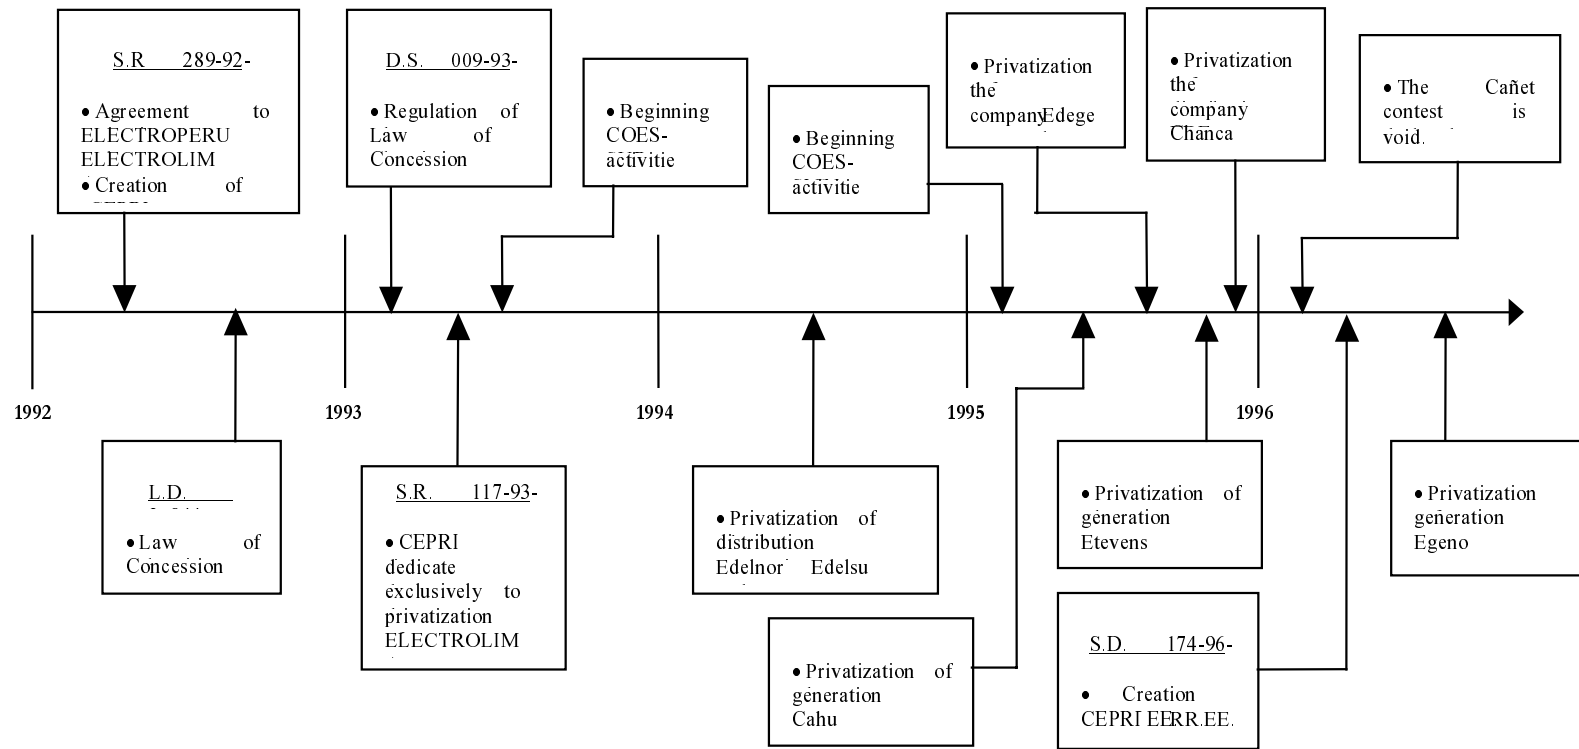 S.R 289-92-
• Agreement to
ELECTROPERU
ELECTROLIM
• Creation of
D.S. 009-93-
• Regulation of
Law of
Concession
• Beginning
COES-
activitie
• Beginning
COES-
activitie
• Privatization
the
company Edege
• Privatization
the
company
Chanca
• The Cañet
contest is
void.
1992
1993
1994
1995
1996
L.D.
• Law of
Concession
S.R. 117-93-
• CEPRI
dedicate
exclusively to
privatization
ELECTROLIM
• Privatization of
distribution
Edelnor Edelsu
• Privatization of
generation
Cahu
• Privatization of
generation
Etevens
S.D. 174-96-
• Creation
CEPRI EERR.EE.
• Privatization
generation
Egeno